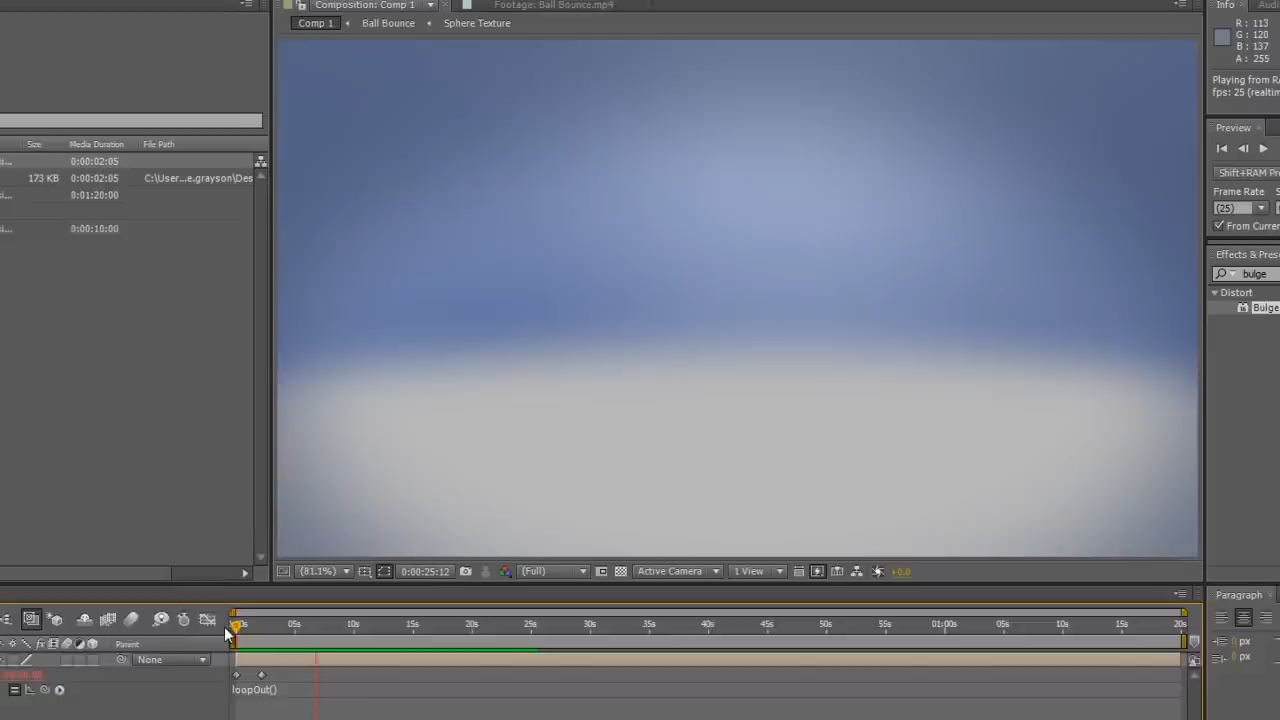 Composition: Comp 1
Footage: Ball Bounce.mp4
Info
Comp 1
Ball Bounce
Sphere Texture
R : 113
G : 120
B : 137
A : 255
Playing from RA
fps: 25 (realtim
Preview
Size
Media Duration
File Path
i...
0:00:02:05
173 KB
0:00:02:05
C:\User...e.grayson\Des
i...
0:01:20:00
i...
0:00:10:00
Shift+RAM Pre
Frame Rate
(25)
From Curren
Effects & Pres
bulge
Distort
Bulge
(81.1%)
0:00:25:12
(Full)
Active Camera
1 View
+0.0
Paragraph
05s
10s
15s
20s
25s
30s
35s
40s
45s
50s
55s
01:00s
05s
10s
15s
20s
0 px
0 px
fx
Parent
None
loopOut()